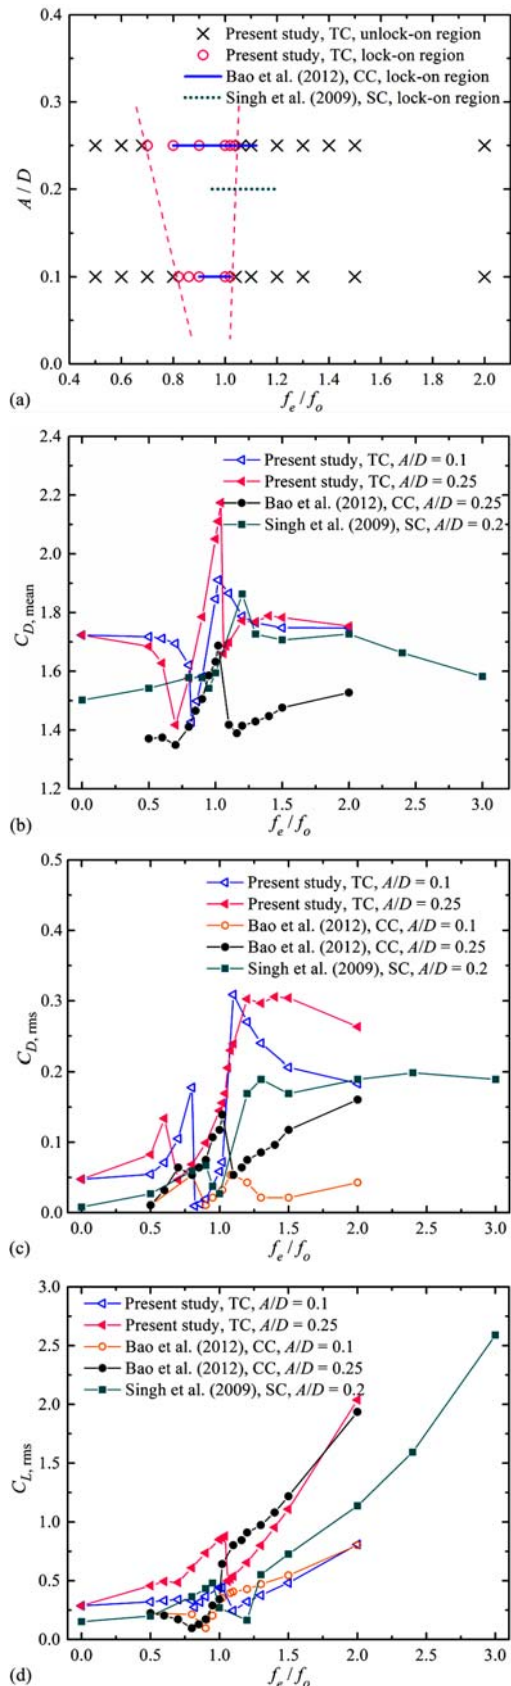 × Present study, TC, unlock-on region
Present study, TC, lock-on region
Bao et al. (2012), CC, lock-on region
Singh et al. (2009), SC, lock-on region
0.4
0.3
0.2
0.1
0.0
A / D
0.4 0.6 0.8 1.0 1.2 1.4 1.6 1.8 2.0
(a)
f_e / f_o
2.4
Present study, TC, A/D = 0.1
Present study, TC, A/D = 0.25
Bao et al. (2012), CC, A/D = 0.25
Singh et al. (2009), SC, A/D = 0.2
2.2
2.0
1.8
1.6
1.4
1.2
C_D, mean
0.0 0.5 1.0 1.5 2.0 2.5 3.0
(b)
f_e / f_o
0.5
Present study, TC, A/D = 0.1
Present study, TC, A/D = 0.25
Bao et al. (2012), CC, A/D = 0.1
Bao et al. (2012), CC, A/D = 0.25
Singh et al. (2009), SC, A/D = 0.2
0.4
0.3
0.2
0.1
0.0
C_D, rms
0.0 0.5 1.0 1.5 2.0 2.5 3.0
(c)
f_e / f_o
3.0
Present study, TC, A/D = 0.1
Present study, TC, A/D = 0.25
Bao et al. (2012), CC, A/D = 0.1
Bao et al. (2012), CC, A/D = 0.25
Singh et al. (2009), SC, A/D = 0.2
2.5
2.0
1.5
1.0
0.5
0.0
C_L, rms
0.0 0.5 1.0 1.5 2.0 2.5 3.0
(d)
f_e / f_o